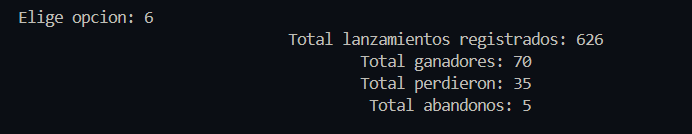 Elige opcion: 6
Total lanzamientos registrados: 626
Total ganadores: 70
Total perdieron: 35
Total abandonos: 5